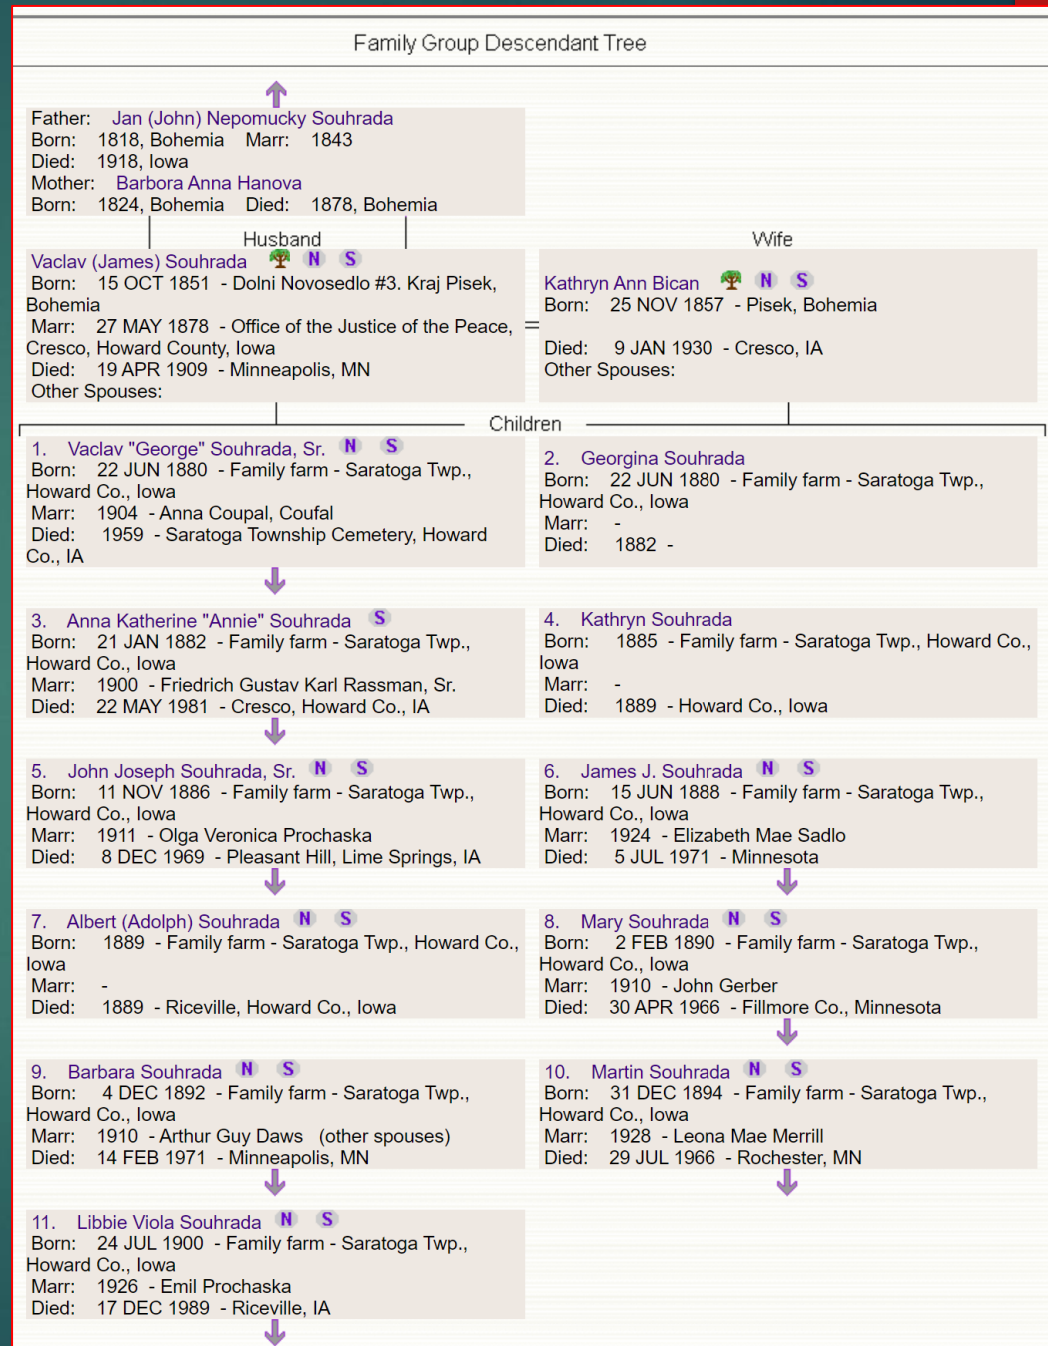 Family Group Descendant Tree
Father: Jan (John) Nepomucky Souhrada
Born: 1818, Bohemia Marr: 1843
Died: 1918, Iowa
Mother: Barbora Anna Hanova
Born: 1824, Bohemia Died: 1878, Bohemia
Husband
Vaclav (James) Souhrada N S
Born: 15 OCT 1851 - Dolni Novosedlo #3. Kraj Pisek,
Bohemia
Marr: 27 MAY 1878 - Office of the Justice of the Peace,
Cresco, Howard County, Iowa
Died: 19 APR 1909 - Minneapolis, MN
Other Spouses:
Wife
Kathryn Ann Bican N S
Born: 25 NOV 1857 - Pisek, Bohemia
Died: 9 JAN 1930 - Cresco, IA
Other Spouses:
Children
1. Vaclav "George" Souhrada, Sr. N S
Born: 22 JUN 1880 - Family farm - Saratoga Twp.,
Howard Co., Iowa
Marr: 1904 - Anna Coupal, Coufal
Died: 1959 - Saratoga Township Cemetery, Howard
Co., IA
2. Georgina Souhrada
Born: 22 JUN 1880 - Family farm - Saratoga Twp.,
Howard Co., Iowa
Marr: -
Died: 1882 -
3. Anna Katherine "Annie" Souhrada S
Born: 21 JAN 1882 - Family farm - Saratoga Twp.,
Howard Co., Iowa
Marr: 1900 - Friedrich Gustav Karl Rassman, Sr.
Died: 22 MAY 1981 - Cresco, Howard Co., IA
4. Kathryn Souhrada
Born: 1885 - Family farm - Saratoga Twp., Howard Co.,
Iowa
Marr: -
Died: 1889 - Howard Co., Iowa
5. John Joseph Souhrada, Sr. N S
Born: 11 NOV 1886 - Family farm - Saratoga Twp.,
Howard Co., Iowa
Marr: 1911 - Olga Veronica Prochaska
Died: 8 DEC 1969 - Pleasant Hill, Lime Springs, IA
6. James J. Souhrada N S
Born: 15 JUN 1888 - Family farm - Saratoga Twp.,
Howard Co., Iowa
Marr: 1924 - Elizabeth Mae Sadlo
Died: 5 JUL 1971 - Minnesota
7. Albert (Adolph) Souhrada N S
Born: 1889 - Family farm - Saratoga Twp., Howard Co.,
Iowa
Marr: -
Died: 1889 - Riceville, Howard Co., Iowa
8. Mary Souhrada N S
Born: 2 FEB 1890 - Family farm - Saratoga Twp.,
Howard Co., Iowa
Marr: 1910 - John Gerber
Died: 30 APR 1966 - Fillmore Co., Minnesota
9. Barbara Souhrada N S
Born: 4 DEC 1892 - Family farm - Saratoga Twp.,
Howard Co., Iowa
Marr: 1910 - Arthur Guy Daws (other spouses)
Died: 14 FEB 1971 - Minneapolis, MN
10. Martin Souhrada N S
Born: 31 DEC 1894 - Family farm - Saratoga Twp.,
Howard Co., Iowa
Marr: 1928 - Leona Mae Merrill
Died: 29 JUL 1966 - Rochester, MN
11. Libbie Viola Souhrada N S
Born: 24 JUL 1900 - Family farm - Saratoga Twp.,
Howard Co., Iowa
Marr: 1926 - Emil Prochaska
Died: 17 DEC 1989 - Riceville, IA